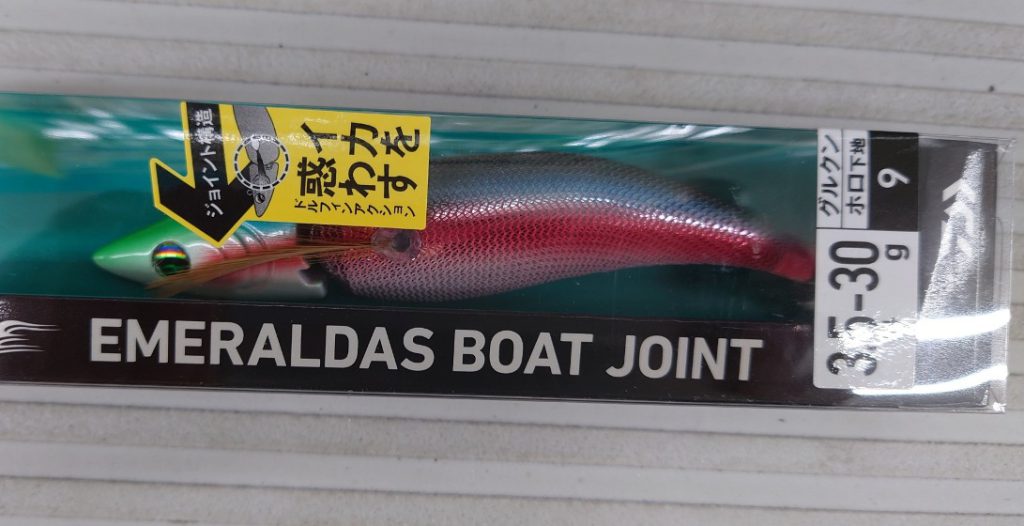 ジョイント構造
イカを
惑わす
ドルフィンアクション
グルクン
ホロ下地
9
3.5-30g
EMERALDAS BOAT JOINT